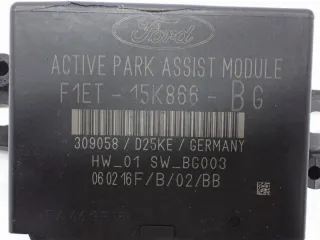 Ford
ACTIVE PARK ASSIST MODULE
F1ET - 15K866 - BG
309058 / D25KE / GERMANY
HW_01 SW_BG003
060216F/B/02/BB